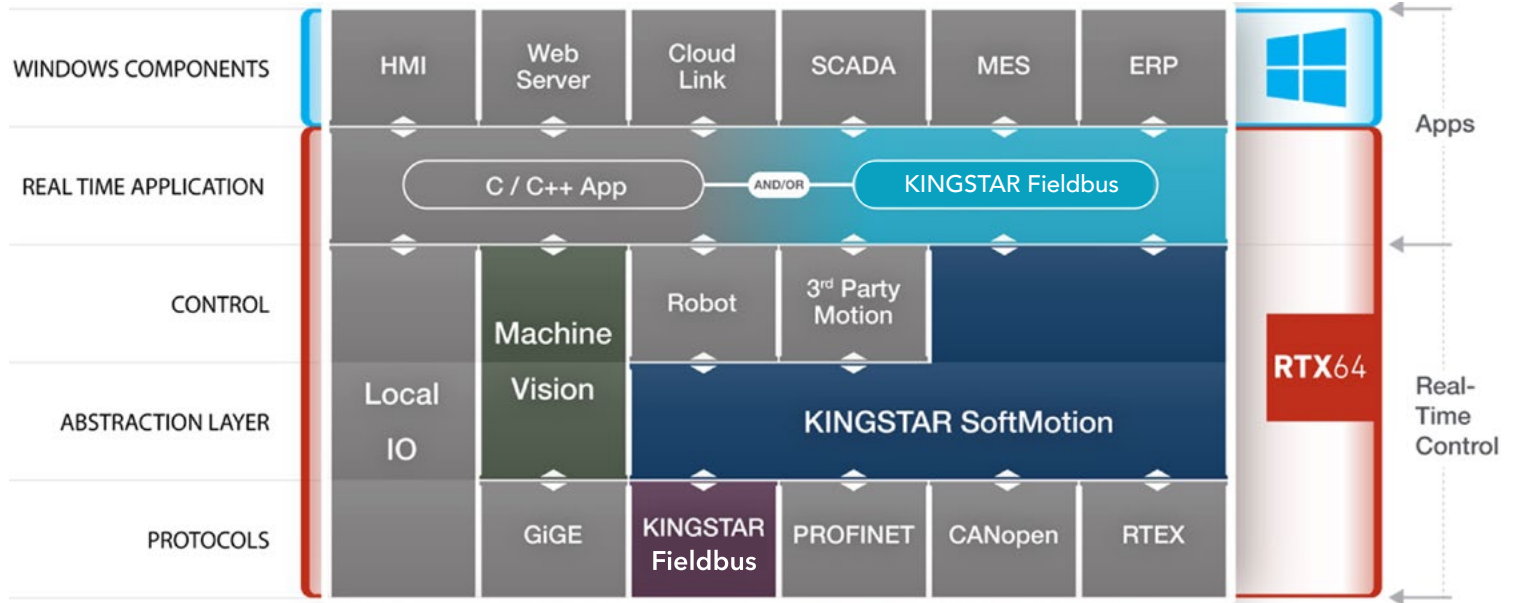 WINDOWS COMPONENTS
HMI
Web
Server
Cloud
Link
SCADA
MES
ERP
Apps
REAL TIME APPLICATION
C / C++ App
AND/OR
KINGSTAR Fieldbus
CONTROL
Machine
Vision
Robot
3rd Party
Motion
RTX64
ABSTRACTION LAYER
Local
IO
KINGSTAR SoftMotion
Real-
Time
Control
PROTOCOLS
GiGE
KINGSTAR
Fieldbus
PROFINET
CANopen
RTEX